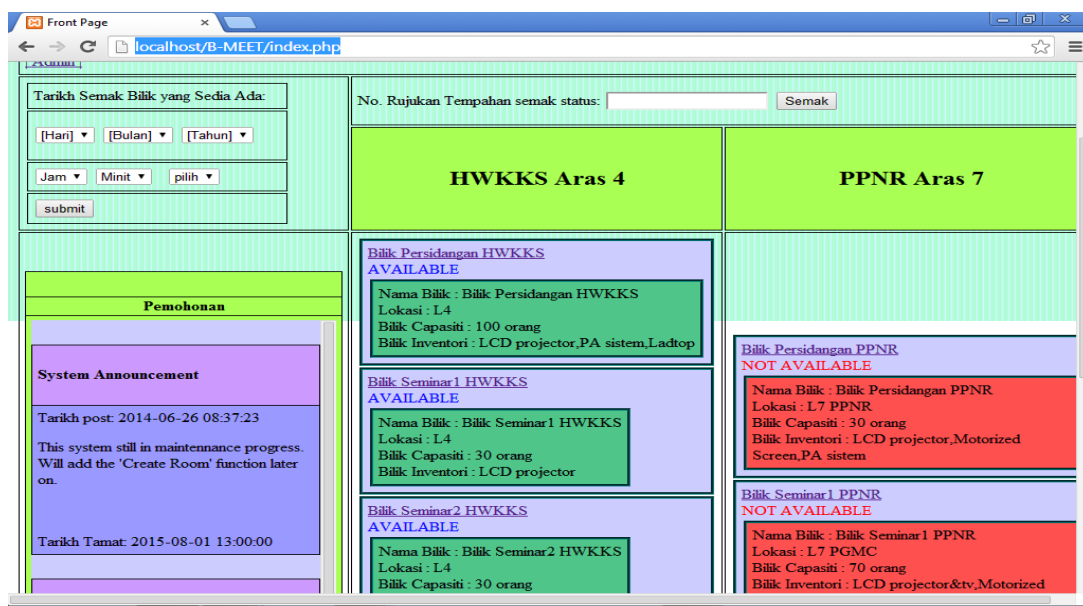 Front Page
localhost/B-MEET/index.php
[Admin]
Tarikh Semak Bilik yang Sedia Ada:
[Hari] [Bulan] [Tahun]
Jam Minit pilih
submit
No. Rujukan Tempahan semak status: Semak
HWKKS Aras 4
PPNR Aras 7
Pemohonan
System Announcement
Tarikh post: 2014-06-26 08:37:23
This system still in maintennance progress.
Will add the 'Create Room' function later
on.
Tarikh Tamat: 2015-08-01 13:00:00
Bilik Persidangan HWKKS
AVAILABLE
Nama Bilik : Bilik Persidangan HWKKS
Lokasi : L4
Bilik Capasiti : 100 orang
Bilik Inventori : LCD projector,PA sistem,Ladtop
Bilik Seminar1 HWKKS
AVAILABLE
Nama Bilik : Bilik Seminar1 HWKKS
Lokasi : L4
Bilik Capasiti : 30 orang
Bilik Inventori : LCD projector
Bilik Seminar2 HWKKS
AVAILABLE
Nama Bilik : Bilik Seminar2 HWKKS
Lokasi : L4
Bilik Capasiti : 30 orang
Bilik Persidangan PPNR
NOT AVAILABLE
Nama Bilik : Bilik Persidangan PPNR
Lokasi : L7 PPNR
Bilik Capasiti : 30 orang
Bilik Inventori : LCD projector,Motorized
Screen,PA sistem
Bilik Seminar1 PPNR
NOT AVAILABLE
Nama Bilik : Bilik Seminar1 PPNR
Lokasi : L7 PGMC
Bilik Capasiti : 70 orang
Bilik Inventori : LCD projector&tv,Motorized